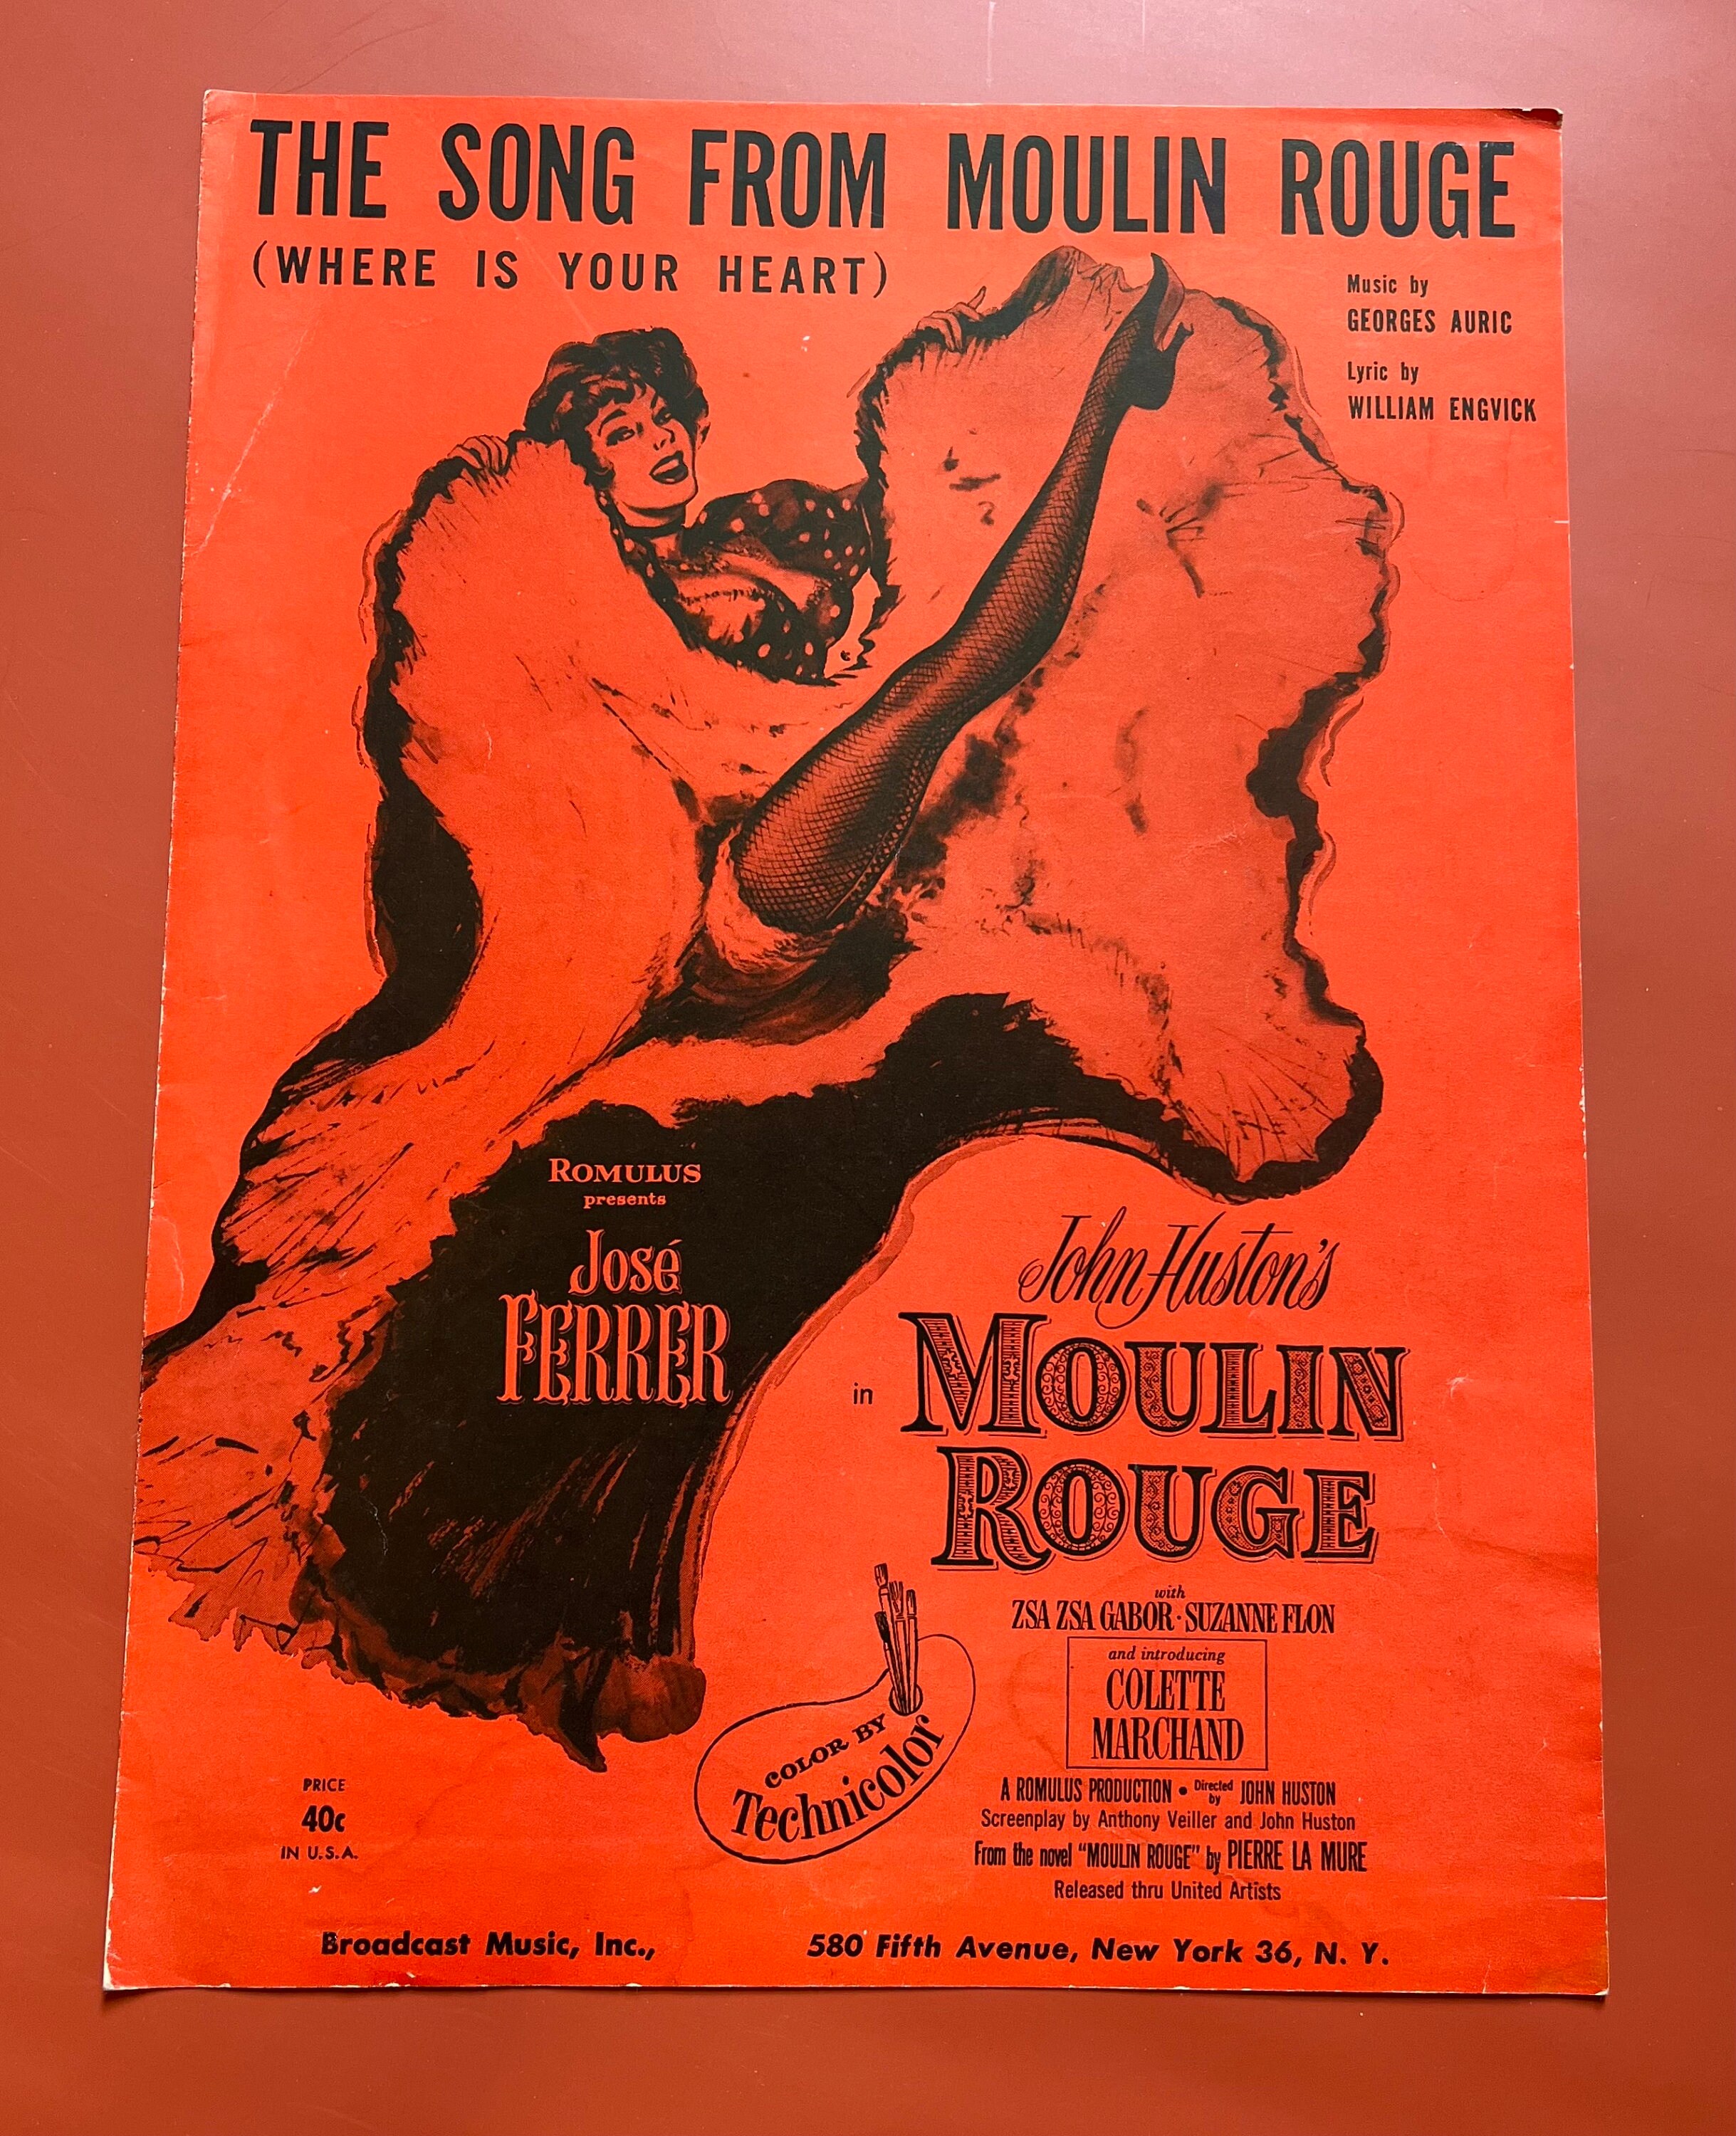 THE SONG FROM MOULIN ROUGE
(WHERE IS YOUR HEART)
Music by
GEORGES AURIC
Lyric by
WILLIAM ENGVICK
ROMULUS
presents
José
FERRER
in
John Huston's
MOULIN
ROUGE
with
ZSA ZSA GABOR · SUZANNE FLON
and introducing
COLETTE
MARCHAND
COLOR BY
Technicolor
A ROMULUS PRODUCTION • Directed by JOHN HUSTON
Screenplay by Anthony Veiller and John Huston
From the novel "MOULIN ROUGE" by PIERRE LA MURE
Released thru United Artists
PRICE
40c
IN U.S.A.
Broadcast Music, Inc., 580 Fifth Avenue, New York 36, N. Y.